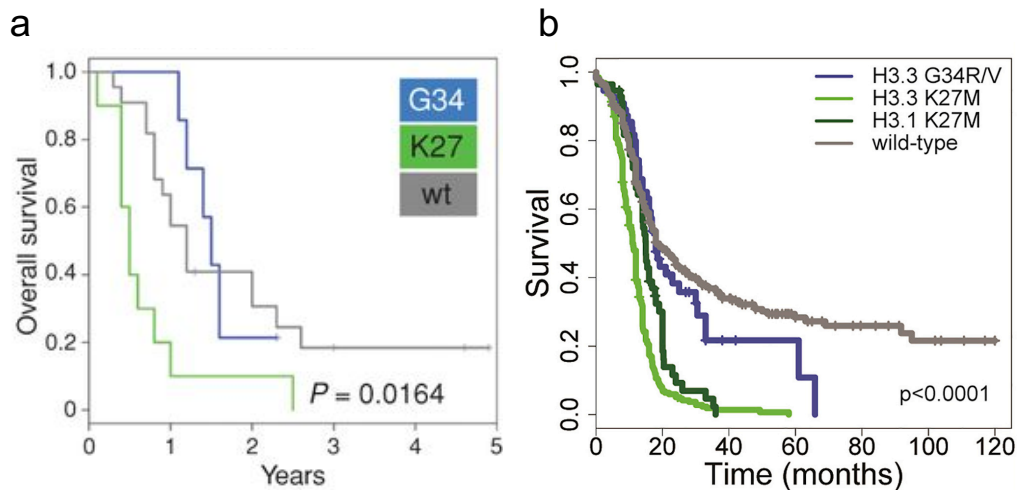 a
Overall survival
1.0
0.8
0.6
0.4
0.2
0
G34
K27
wt
P = 0.0164
0 1 2 3 4 5
Years
b
Survival
1.0
0.8
0.6
0.4
0.2
0.0
H3.3 G34R/V
H3.3 K27M
H3.1 K27M
wild-type
p<0.0001
0 20 40 60 80 100 120
Time (months)